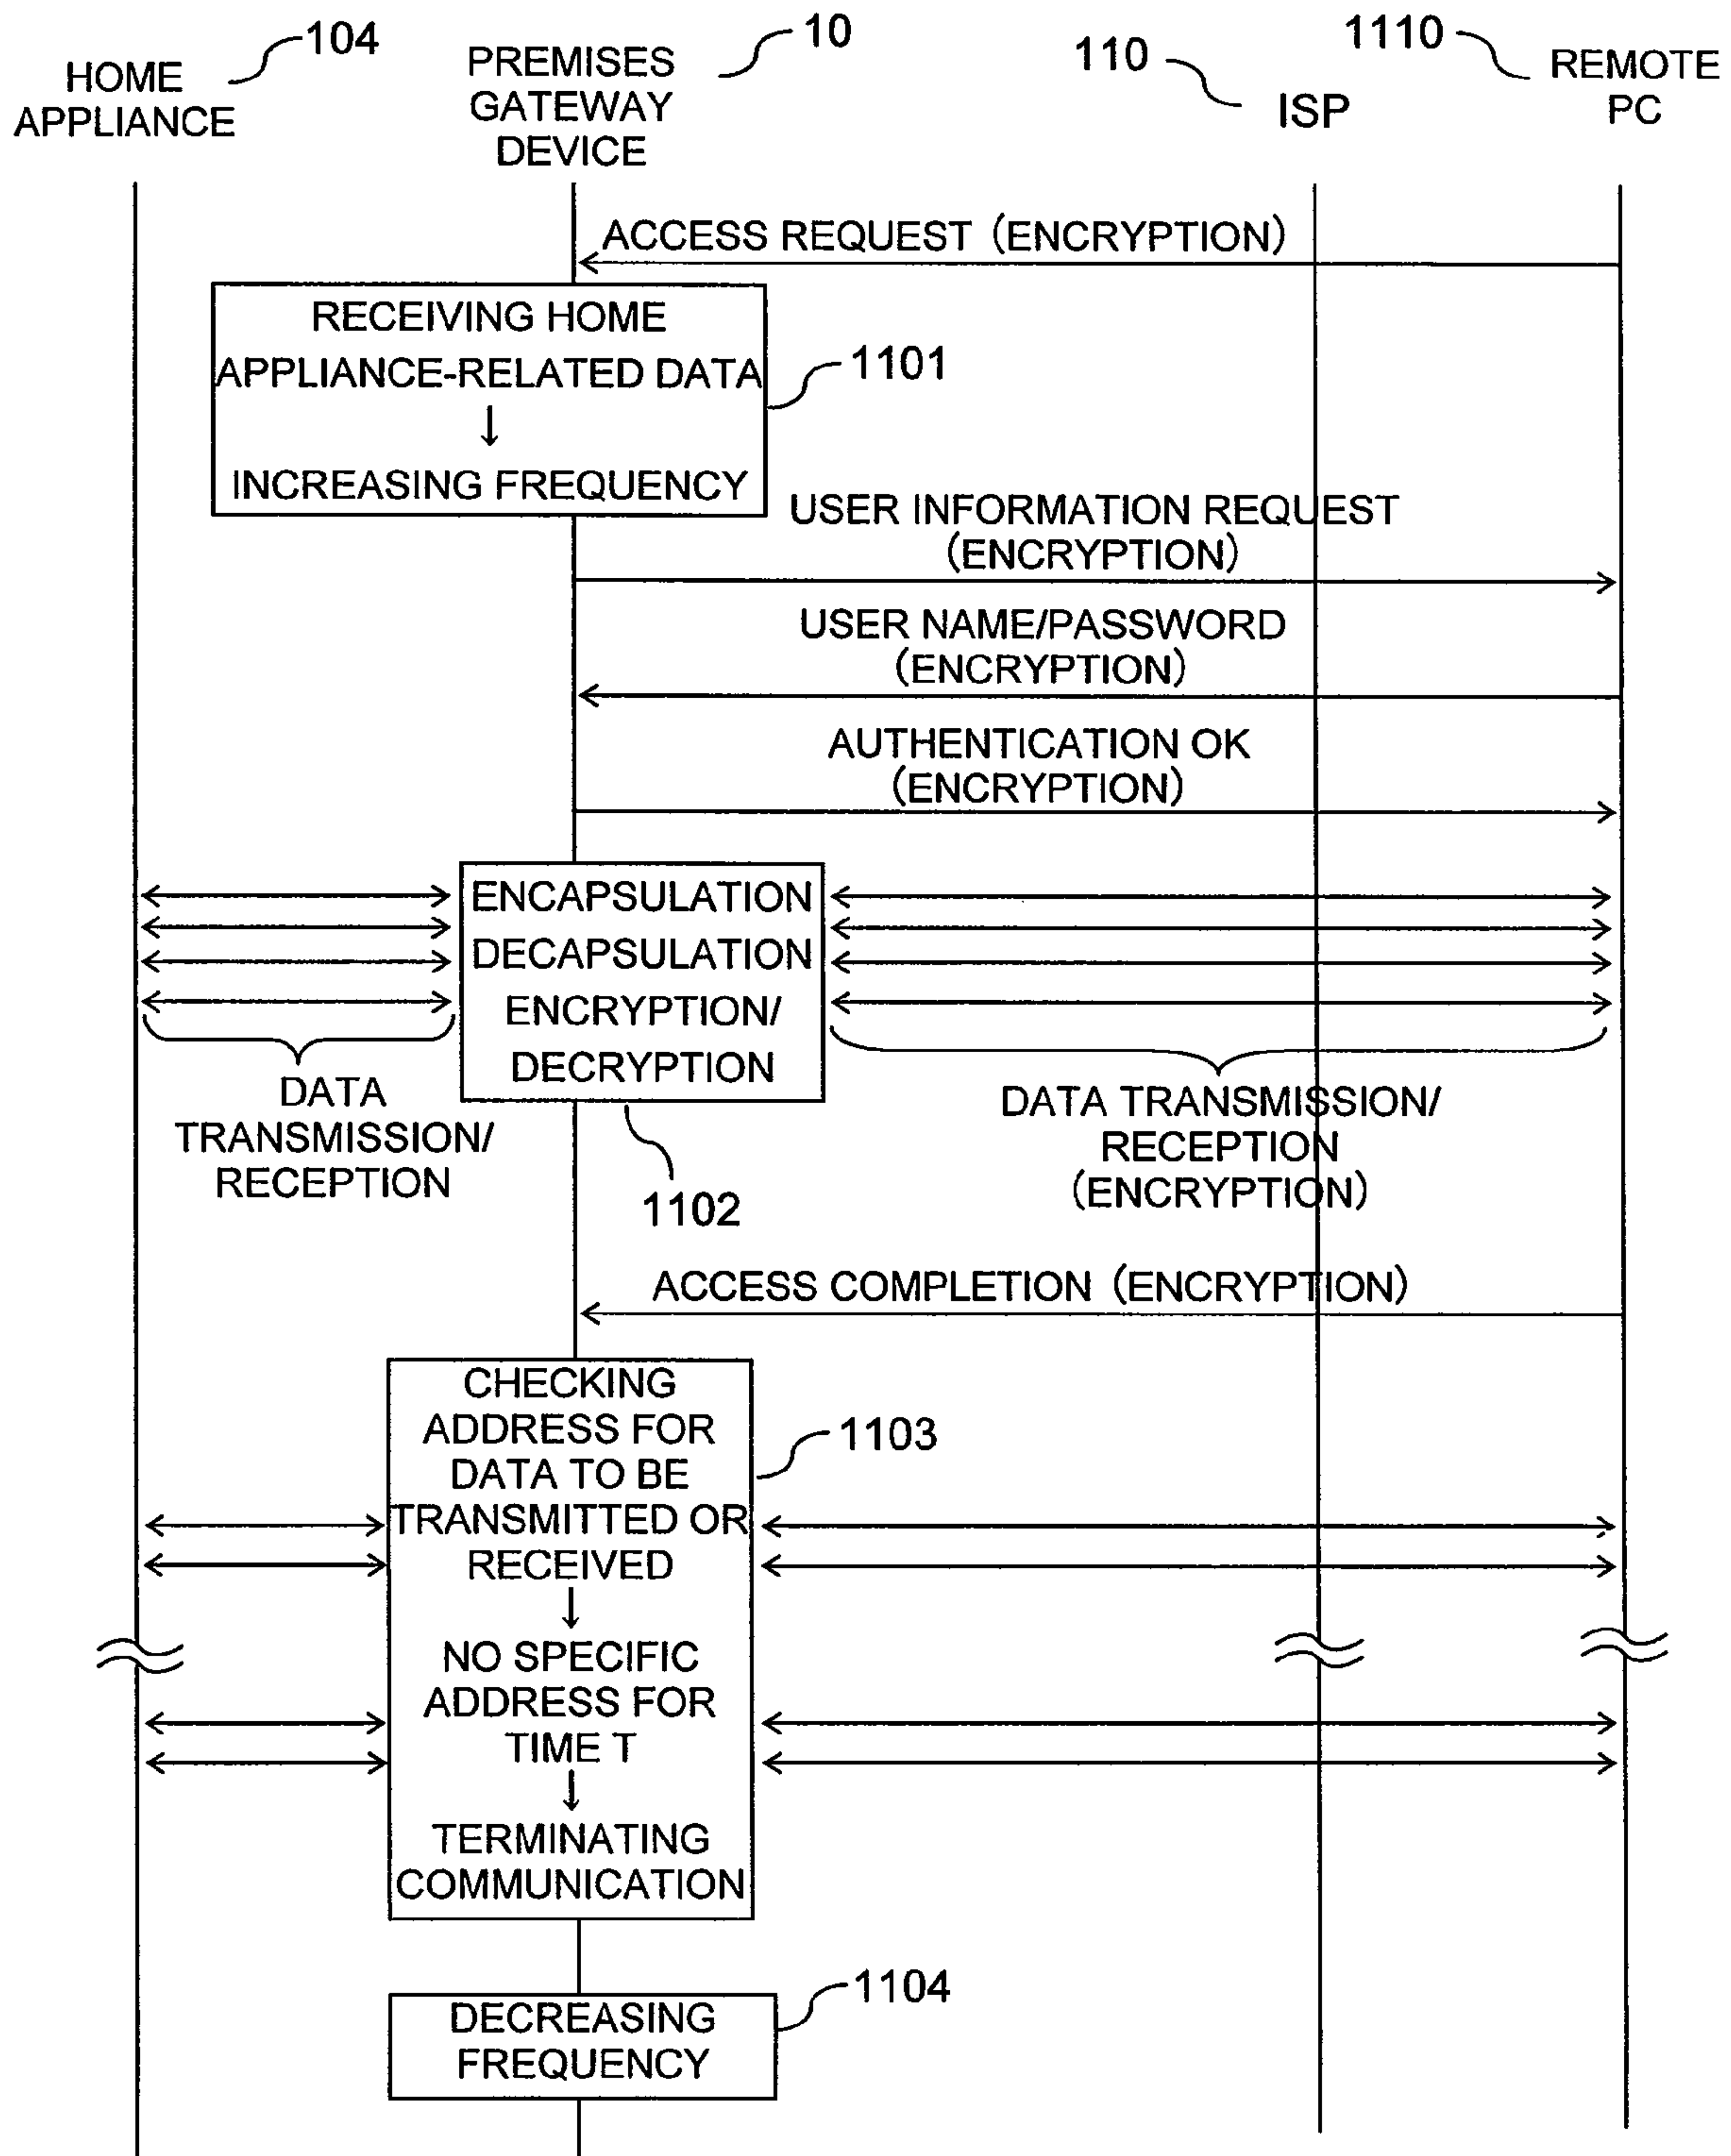 104
HOME
APPLIANCE
10
PREMISES
GATEWAY
DEVICE
110
ISP
1110
REMOTE
PC
ACCESS REQUEST (ENCRYPTION)
RECEIVING HOME
APPLIANCE-RELATED DATA
↓
INCREASING FREQUENCY
1101
USER INFORMATION REQUEST
(ENCRYPTION)
USER NAME/PASSWORD
(ENCRYPTION)
AUTHENTICATION OK
(ENCRYPTION)
ENCAPSULATION
DECAPSULATION
ENCRYPTION/
DECRYPTION
DATA
TRANSMISSION/
RECEPTION
1102
DATA TRANSMISSION/
RECEPTION
(ENCRYPTION)
ACCESS COMPLETION (ENCRYPTION)
CHECKING
ADDRESS FOR
DATA TO BE
TRANSMITTED OR
RECEIVED
↓
NO SPECIFIC
ADDRESS FOR
TIME T
↓
TERMINATING
COMMUNICATION
1103
DECREASING
FREQUENCY
1104